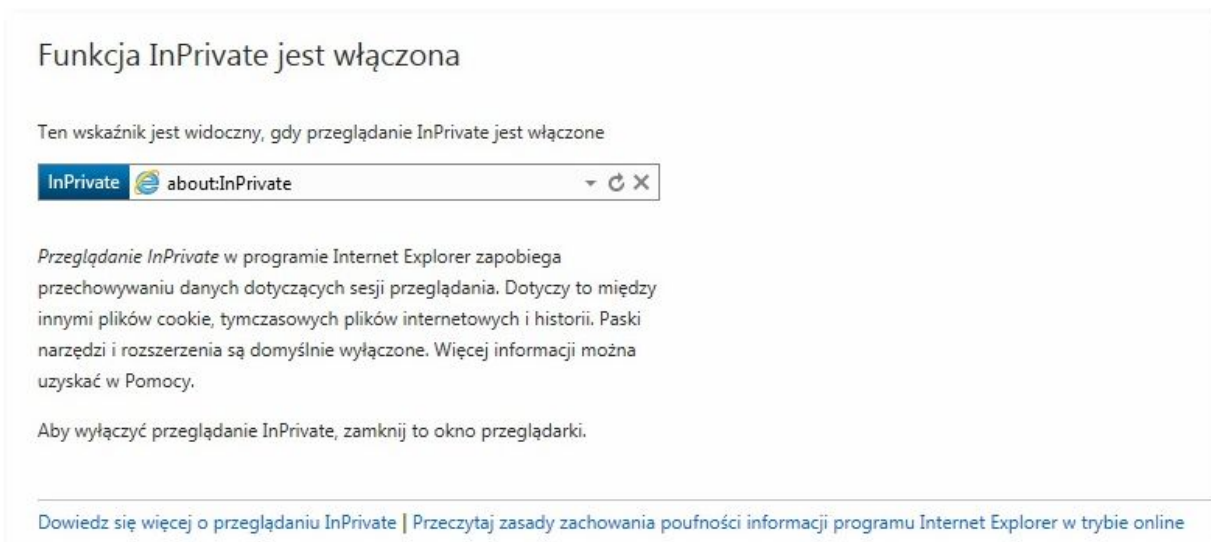 Funkcja InPrivate jest włączona
Ten wskaźnik jest widoczny, gdy przeglądanie InPrivate jest włączone
InPrivate about:InPrivate
Przeglądanie InPrivate w programie Internet Explorer zapobiega
przechowywaniu danych dotyczących sesji przeglądania. Dotyczy to między
innymi plików cookie, tymczasowych plików internetowych i historii. Paski
narzędzi i rozszerzenia są domyślnie wyłączone. Więcej informacji można
uzyskać w Pomocy.
Aby wyłączyć przeglądanie InPrivate, zamknij to okno przeglądarki.
Dowiedz się więcej o przeglądaniu InPrivate | Przeczytaj zasady zachowania poufności informacji programu Internet Explorer w trybie online